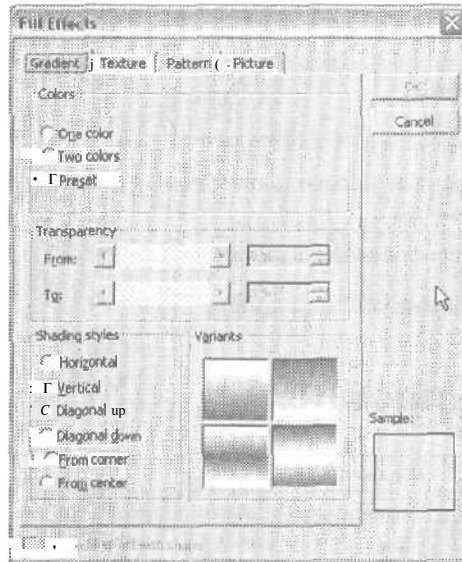 Fill Effects
Gradient j Texture Pattern ( - Picture
Colors
One color
Two colors
• Γ Preset
Cancel
Transparency
From:
To:
Shading styles
Variants
Horizontal
: Γ Vertical
C Diagonal up
Diagonal down
From corner
From center
Sample: